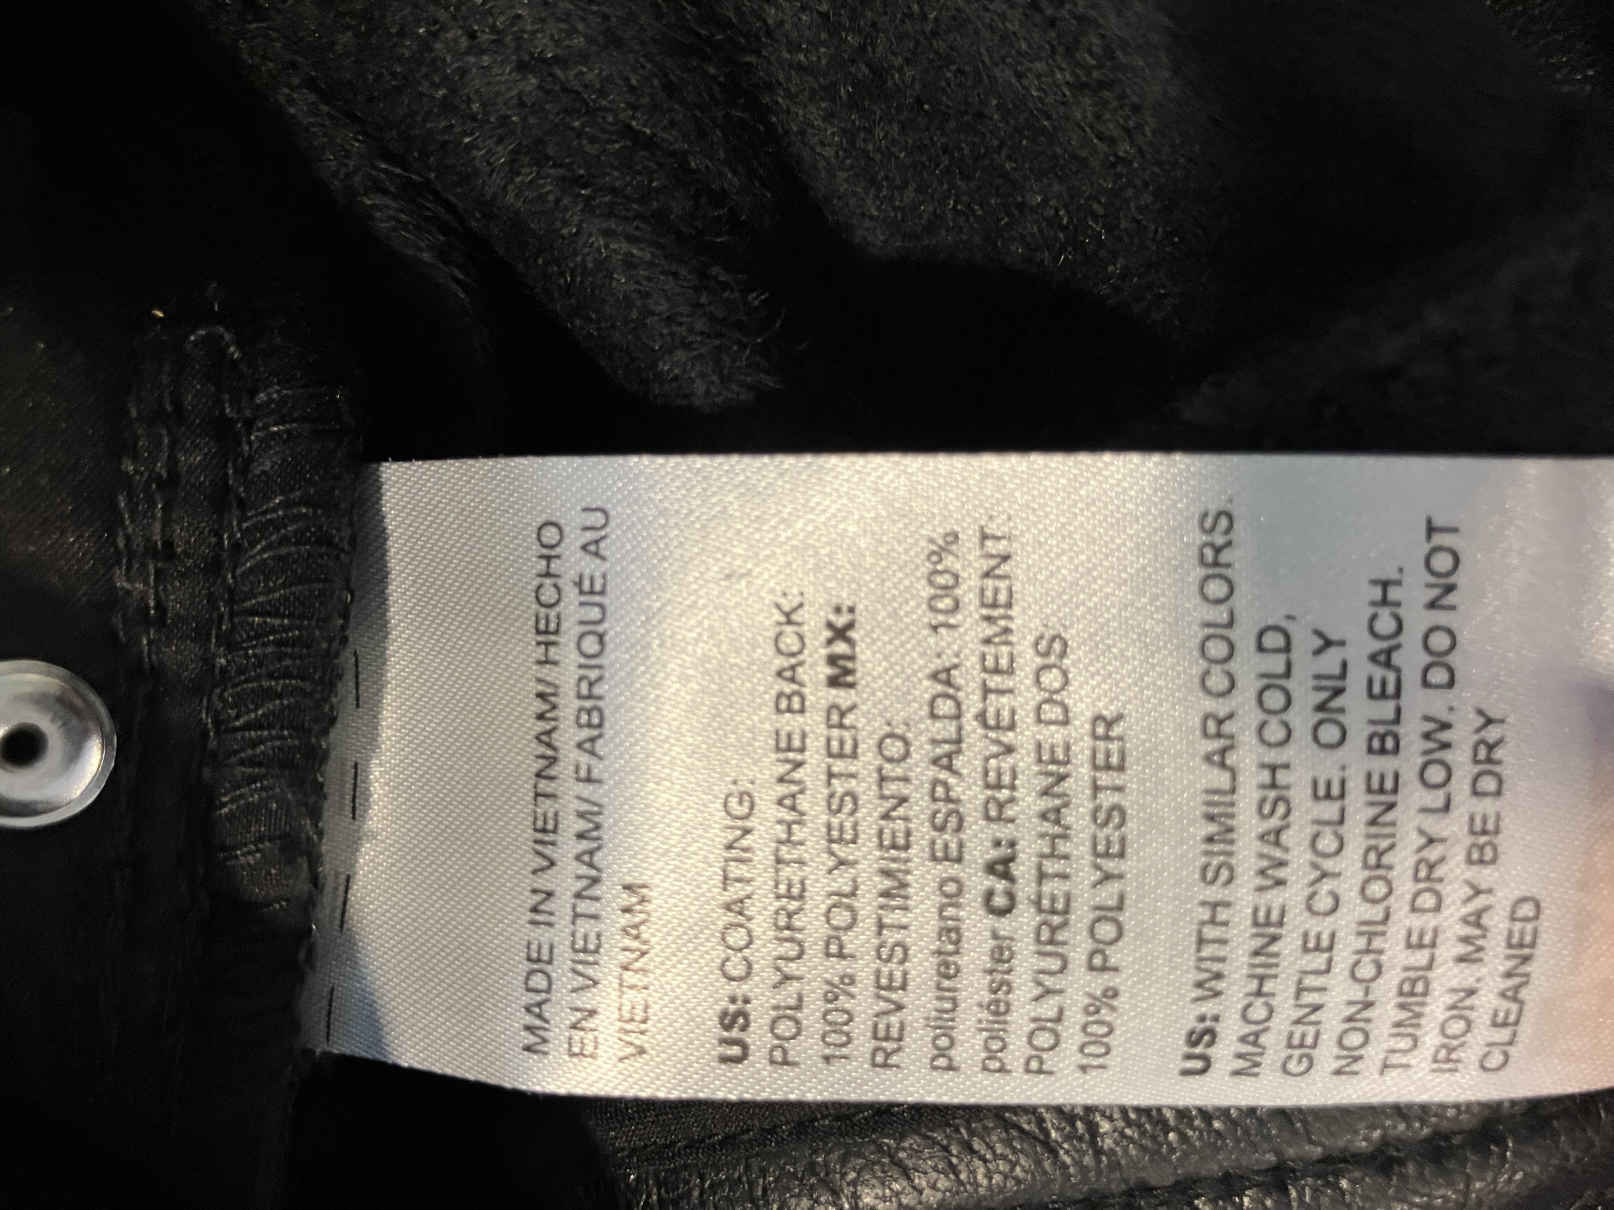 MADE IN VIETNAM/ HECHO
EN VIETNAM/ FABRIQUÉ AU
VIETNAM
US: COATING:
POLYURETHANE BACK:
100% POLYESTER MX:
REVESTIMIENTO:
poliuretano ESPALDA: 100%
poliéster CA: REVÊTEMENT:
POLYURÉTHANE DOS:
100% POLYESTER
US: WITH SIMILAR COLORS.
MACHINE WASH COLD,
GENTLE CYCLE. ONLY
NON-CHLORINE BLEACH.
TUMBLE DRY LOW. DO NOT
IRON. MAY BE DRY
CLEANED